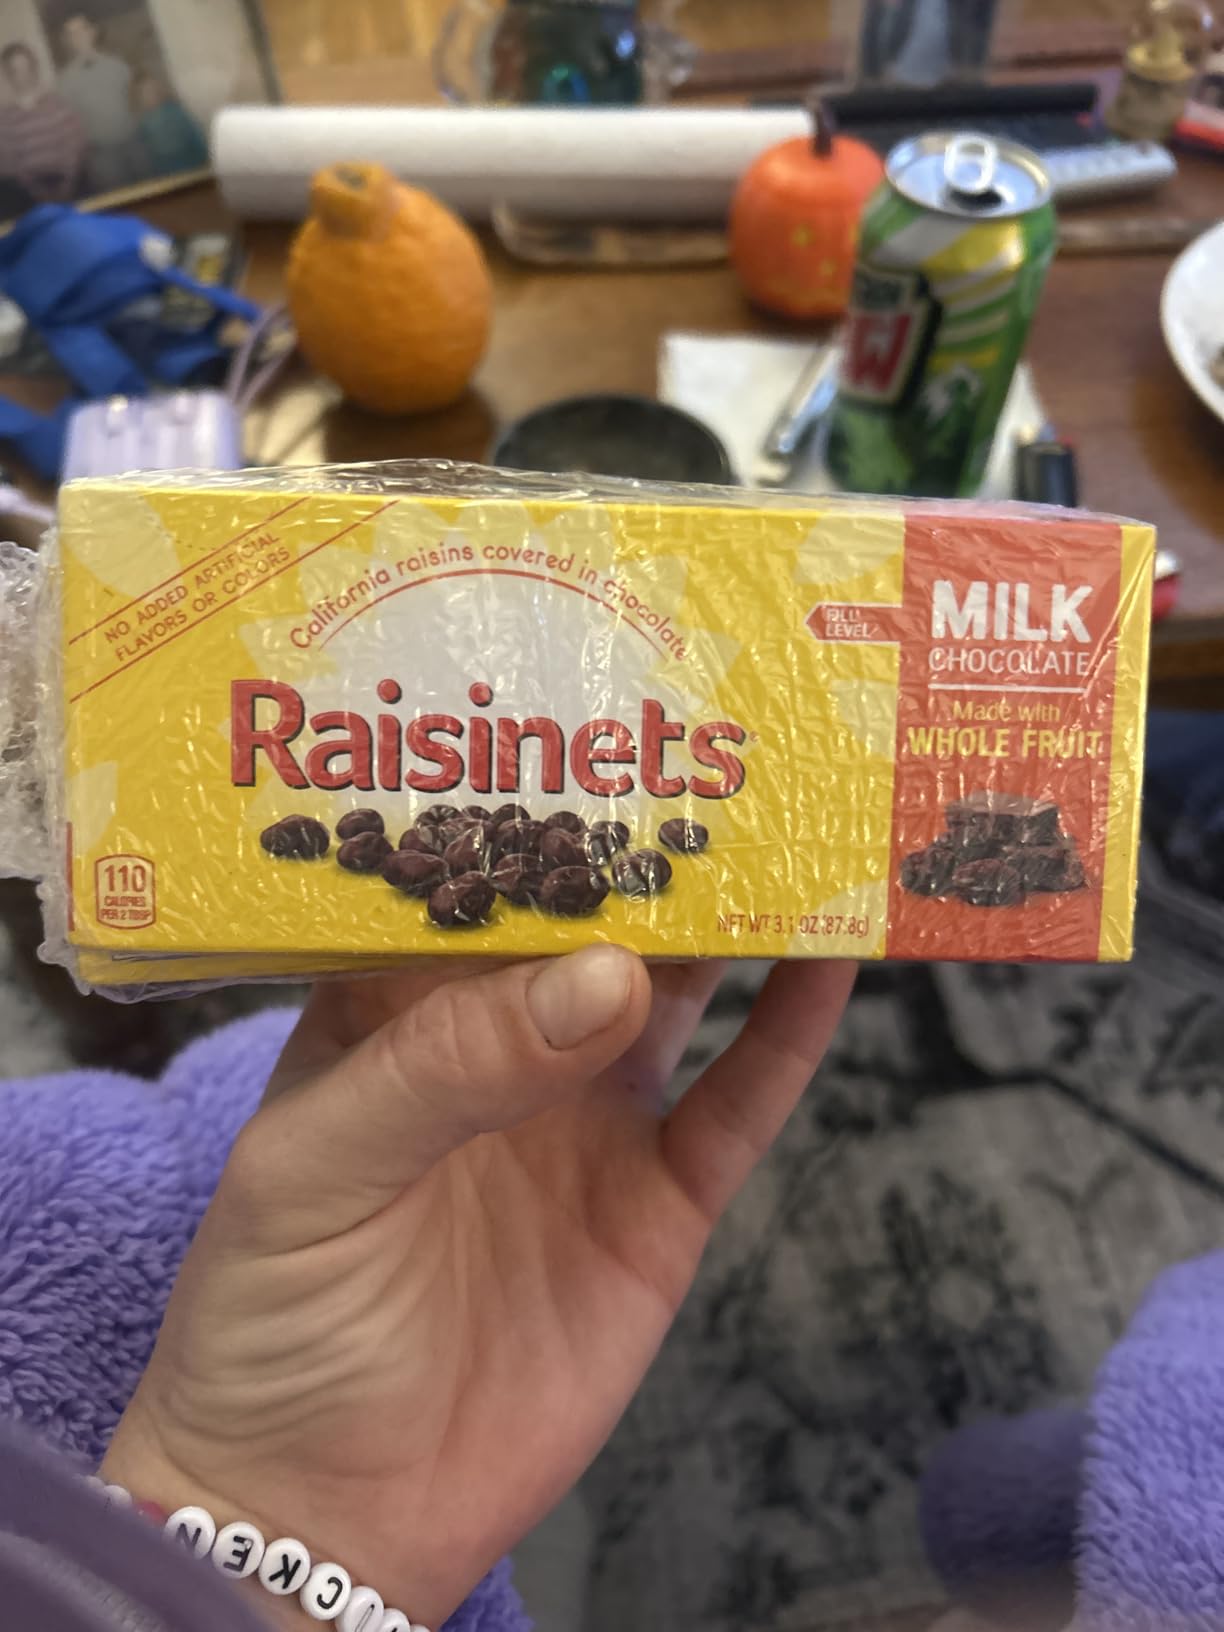 NO ADDED ARTIFICIAL
FLAVORS OR COLORS
California raisins covered in chocolate
Raisinets
FILL
LEVEL
MILK
CHOCOLATE
Made with
WHOLE FRUIT
110
CALORIES
PER 2 TBSP
NET WT 3.1 OZ (87.8g)